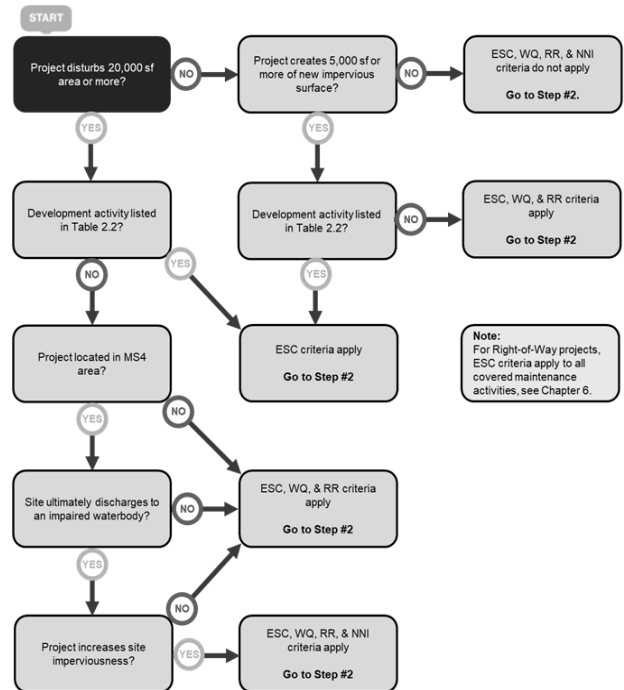 START
Project disturbs 20,000 sf
area or more?
NO
Project creates 5,000 sf or
more of new impervious
surface?
NO
ESC, WQ, RR, & NNI
criteria do not apply
Go to Step #2.
YES
YES
Development activity listed
in Table 2.2?
Development activity listed
in Table 2.2?
NO
ESC, WQ, & RR criteria
apply
Go to Step #2
NO
YES
YES
Project located in MS4
area?
ESC criteria apply
Go to Step #2
Note:
For Right-of-Way projects,
ESC criteria apply to all
covered maintenance
activities, see Chapter 6.
YES
NO
Site ultimately discharges to
an impaired waterbody?
NO
ESC, WQ, & RR criteria
apply
Go to Step #2
YES
NO
Project increases site
imperviousness?
YES
ESC, WQ, RR, & NNI
criteria apply
Go to Step #2